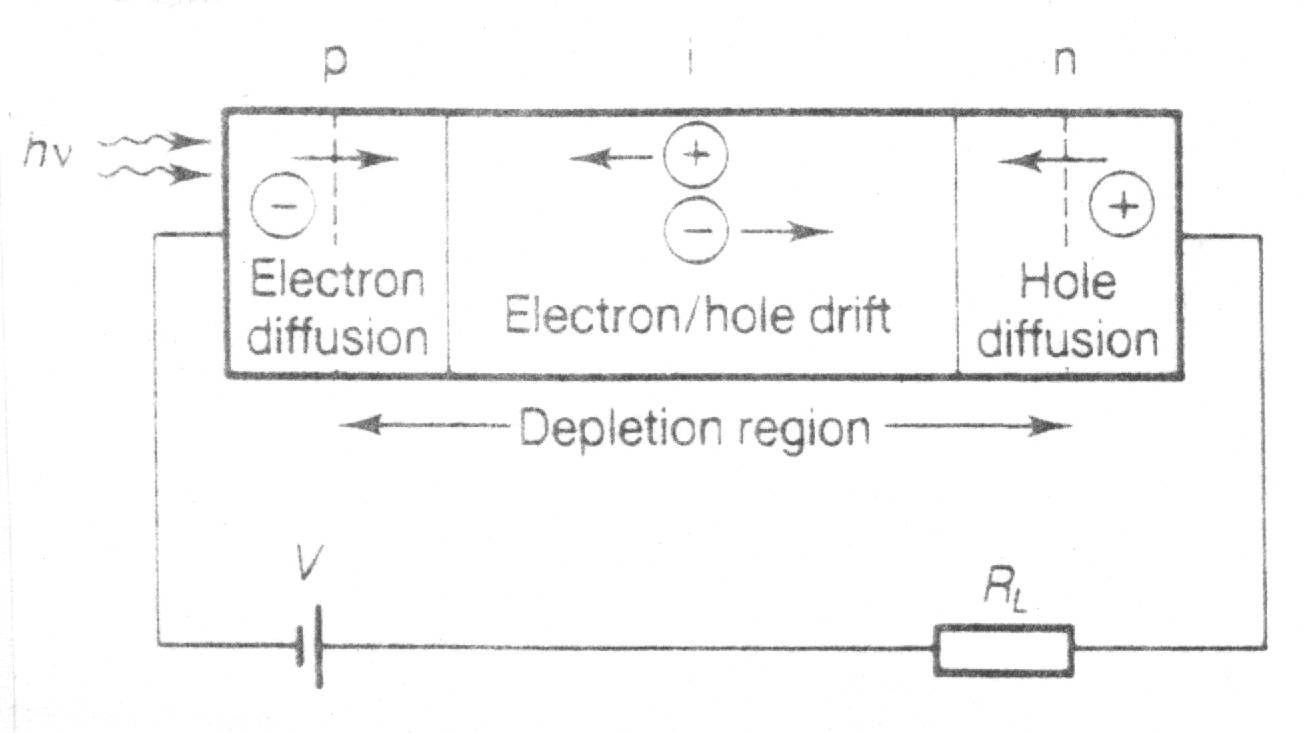 p i n
hν
+
+
−
−
Electron
diffusion
Electron/hole drift
Hole
diffusion
Depletion region
V
R_L